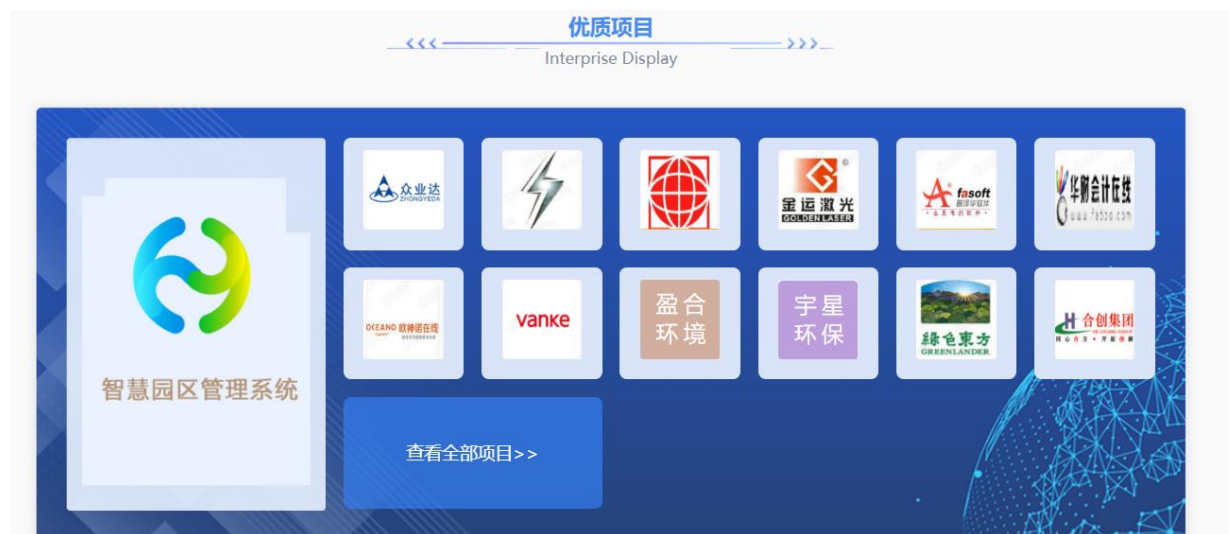 优质项目
Interprise Display
智慧园区管理系统
众业达
ZHONGYEDA
金运激光
GOLDEN LASER
fasoft
华财会计在线
OCEANO 欧神诺在线
vanke
盈合
环境
宇星
环保
綠色東方
GREENLANDER
合创集团
查看全部项目>>